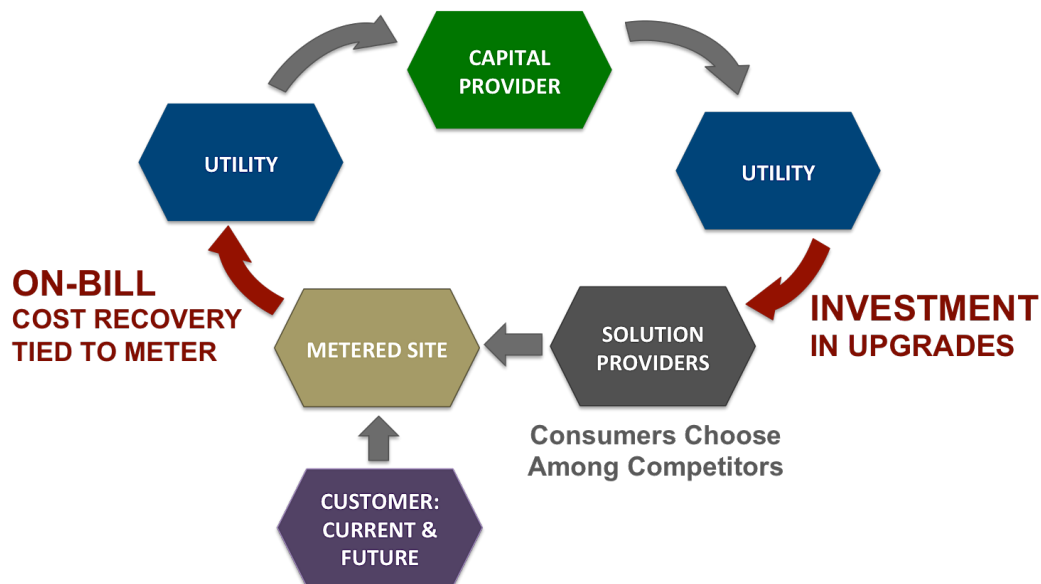 CAPITAL
PROVIDER
UTILITY
UTILITY
ON-BILL
COST RECOVERY
TIED TO METER
INVESTMENT
IN UPGRADES
METERED SITE
SOLUTION
PROVIDERS
Consumers Choose
Among Competitors
CUSTOMER:
CURRENT &
FUTURE